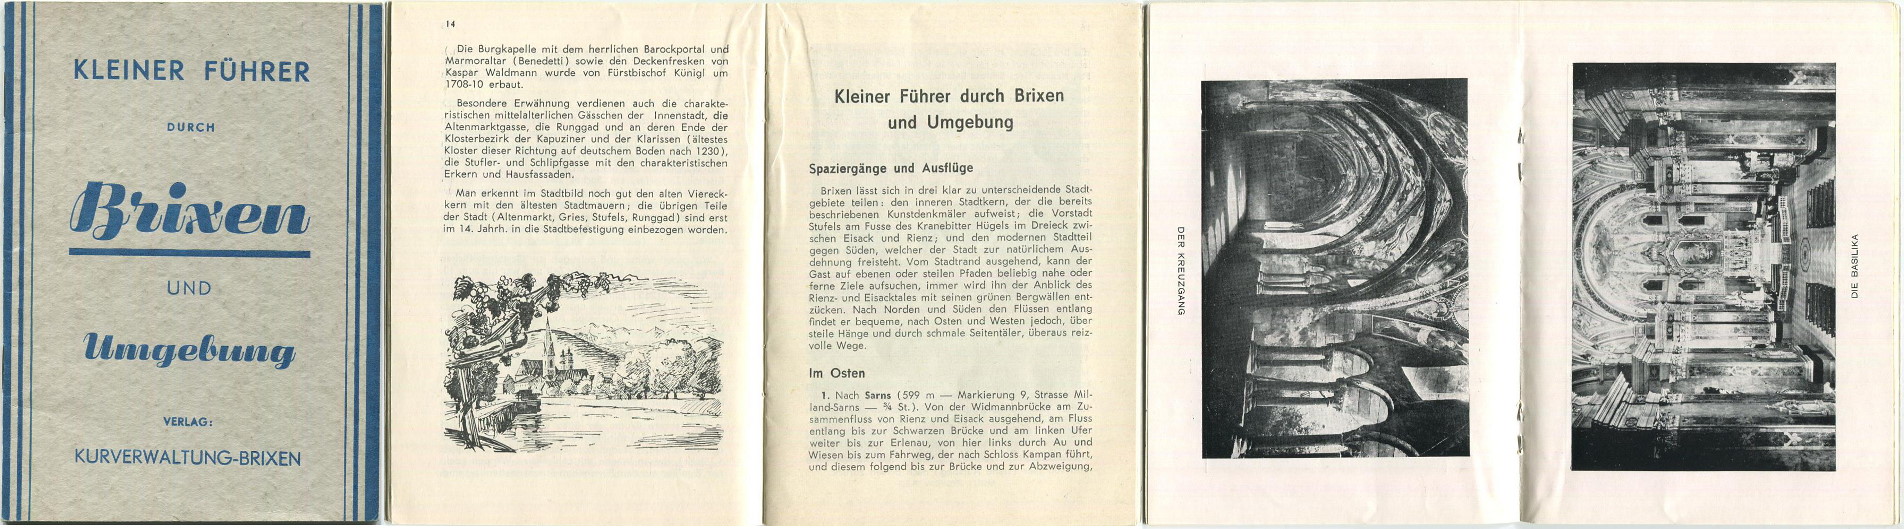 KLEINER FÜHRER
DURCH
Brixen
UND
Umgebung
VERLAG:
KURVERWALTUNG-BRIXEN
14
Die Burgkapelle mit dem herrlichen Barockportal und
Marmoraltar (Benedetti) sowie den Deckenfresken von
Kaspar Waldmann wurde von Fürstbischof Künigl um
1708-10 erbaut.
Besondere Erwähnung verdienen auch die charakte-
ristischen mittelalterlichen Gässchen der Innenstadt, die
Altenmarktgasse, die Runggad und an deren Ende der
Klosterbezirk der Kapuziner und der Klarissen (ältestes
Kloster dieser Richtung auf deutschem Boden nach 1230),
die Stufler- und Schlipfgasse mit den charakteristischen
Erkern und Hausfassaden.
Man erkennt im Stadtbild noch gut den alten Viereck-
kern mit den ältesten Stadtmauern; die übrigen Teile
der Stadt (Altenmarkt, Gries, Stufels, Runggad) sind erst
im 14. Jahrh. in die Stadtbefestigung einbezogen worden.
Kleiner Führer durch Brixen
und Umgebung
Spaziergänge und Ausflüge
Brixen lässt sich in drei klar zu unterscheidende Stadt-
gebiete teilen: den inneren Stadtkern, der die bereits
beschriebenen Kunstdenkmäler aufweist; die Vorstadt
Stufels am Fusse des Kranebitter Hügels im Dreieck zwi-
schen Eisack und Rienz; und den modernen Stadtteil
gegen Süden, welcher der Stadt zur natürlichem Aus-
dehnung freisteht. Vom Stadtrand ausgehend, kann der
Gast auf ebenen oder steilen Pfaden beliebig nahe oder
ferne Ziele aufsuchen, immer wird ihn der Anblick des
Rienz- und Eisacktales mit seinen grünen Bergwällen ent-
zücken. Nach Norden und Süden den Flüssen entlang
findet er bequeme, nach Osten und Westen jedoch, über
steile Hänge und durch schmale Seitentäler, überaus reiz-
volle Wege.
Im Osten
1. Nach Sarns (599 m — Markierung 9, Strasse Mil-
land-Sarns — ¾ St.). Von der Widmannbrücke am Zu-
sammenfluss von Rienz und Eisack ausgehend, am Fluss
entlang bis zur Schwarzen Brücke und am linken Ufer
weiter bis zur Erlenau, von hier links durch Au und
Wiesen bis zum Fahrweg, der nach Schloss Kampan führt,
und diesem folgend bis zur Brücke und zur Abzweigung,
DER KREUZGANG
DIE BASILIKA